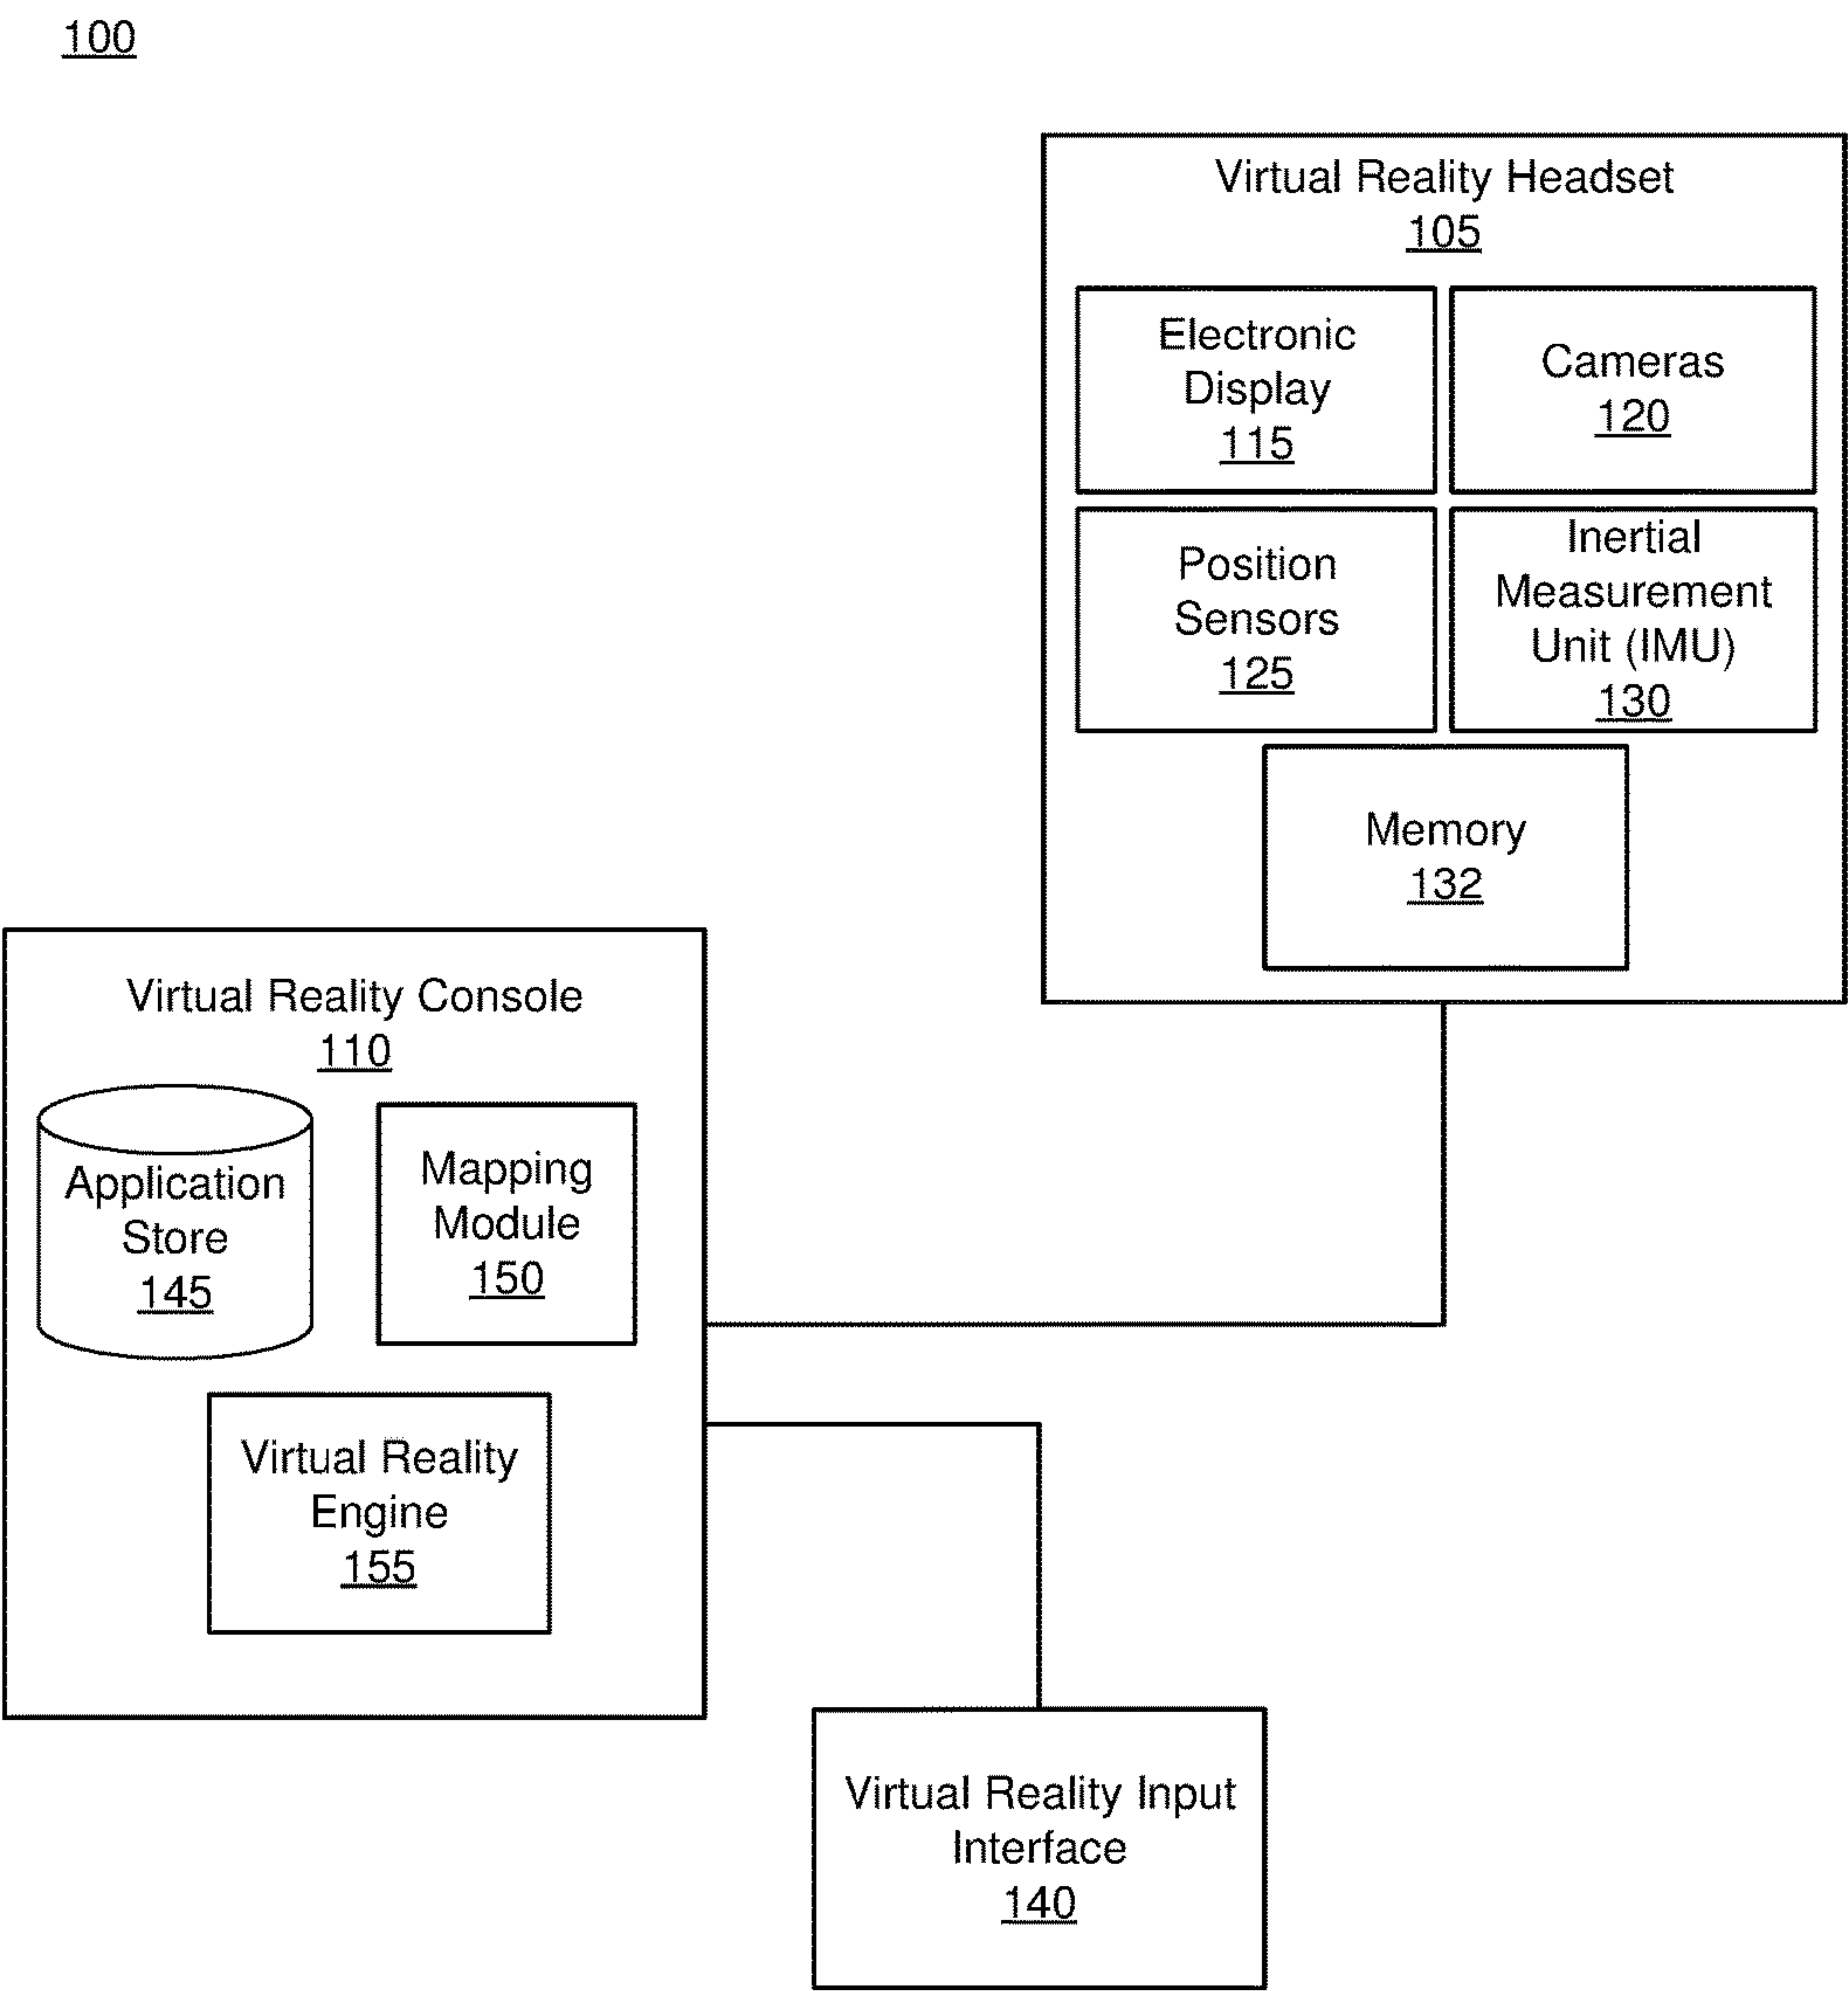 100
Virtual Reality Headset
105
Electronic
Display
115
Cameras
120
Position
Sensors
125
Inertial
Measurement
Unit (IMU)
130
Memory
132
Virtual Reality Console
110
Application
Store
145
Mapping
Module
150
Virtual Reality
Engine
155
Virtual Reality Input
Interface
140